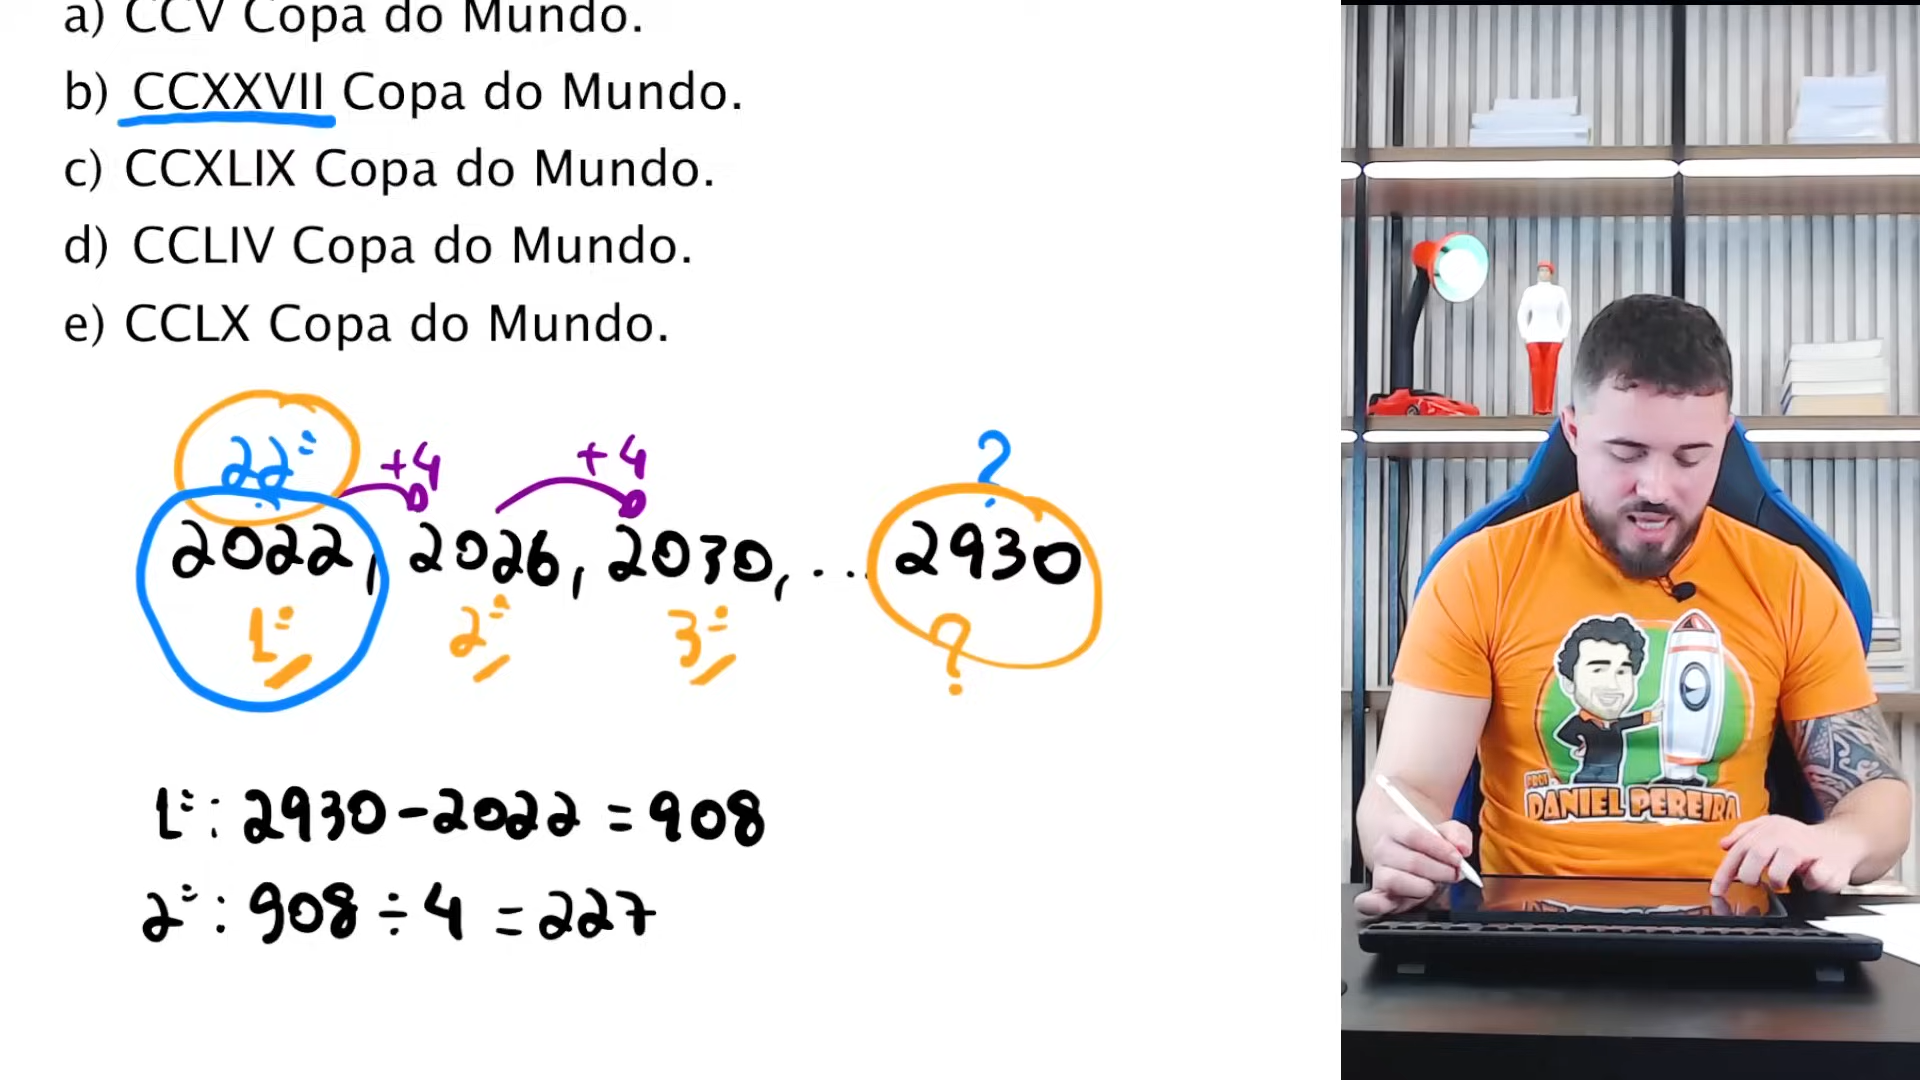 a) CCV Copa do Mundo.
b) CCXXVII Copa do Mundo.
c) CCXLIX Copa do Mundo.
d) CCLIV Copa do Mundo.
e) CCLX Copa do Mundo.
22ª +4 +4 ?
2022, 2026, 2030, ... 2930
1º 2º 3º ?
1º: 2930 - 2022 = 908
2º: 908 ÷ 4 = 227
PROF.
DANIEL PEREIRA